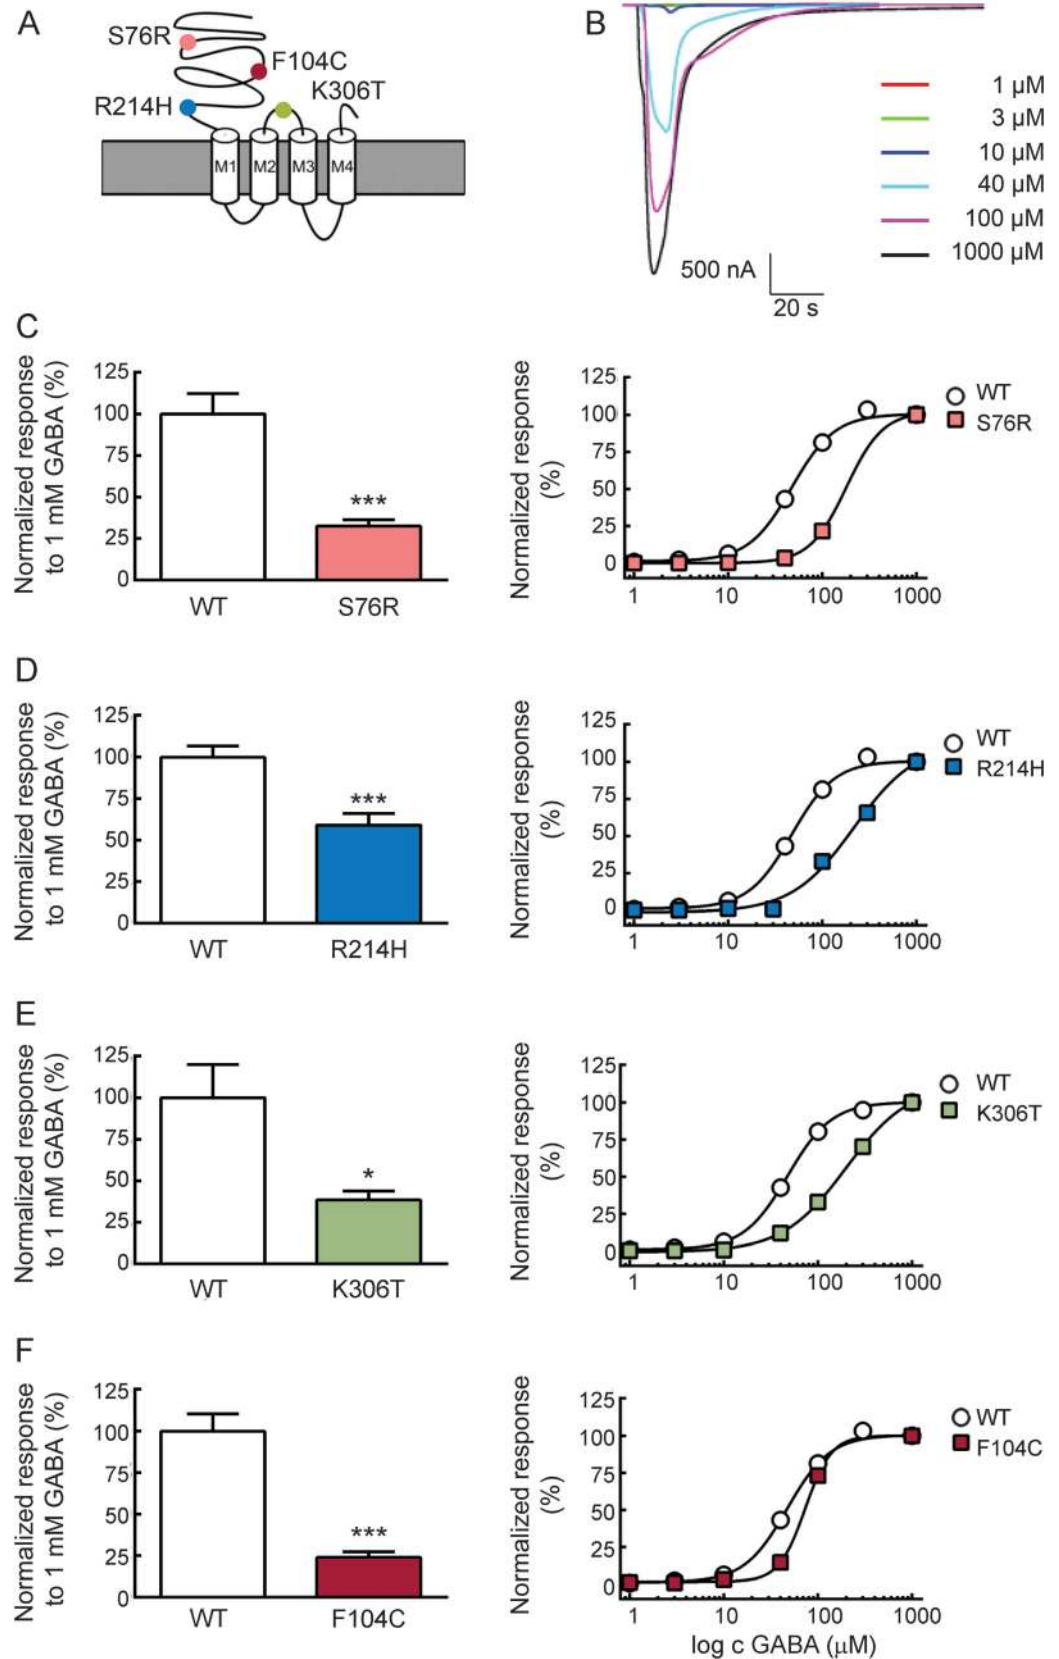 A
S76R
F104C
K306T
R214H
M1 M2 M3 M4
B
1 µM
3 µM
10 µM
40 µM
100 µM
1000 µM
500 nA
20 s
C
Normalized response
to 1 mM GABA (%)
125
100
75
50
25
0
***
WT S76R
Normalized response
(%)
125
100
75
50
25
0
1 10 100 1000
WT
S76R
D
Normalized response
to 1 mM GABA (%)
125
100
75
50
25
0
***
WT R214H
Normalized response
(%)
125
100
75
50
25
0
1 10 100 1000
WT
R214H
E
Normalized response
to 1 mM GABA (%)
125
100
75
50
25
0
*
WT K306T
Normalized response
(%)
125
100
75
50
25
0
1 10 100 1000
WT
K306T
F
Normalized response
to 1 mM GABA (%)
125
100
75
50
25
0
***
WT F104C
Normalized response
(%)
125
100
75
50
25
0
1 10 100 1000
log c GABA (µM)
WT
F104C